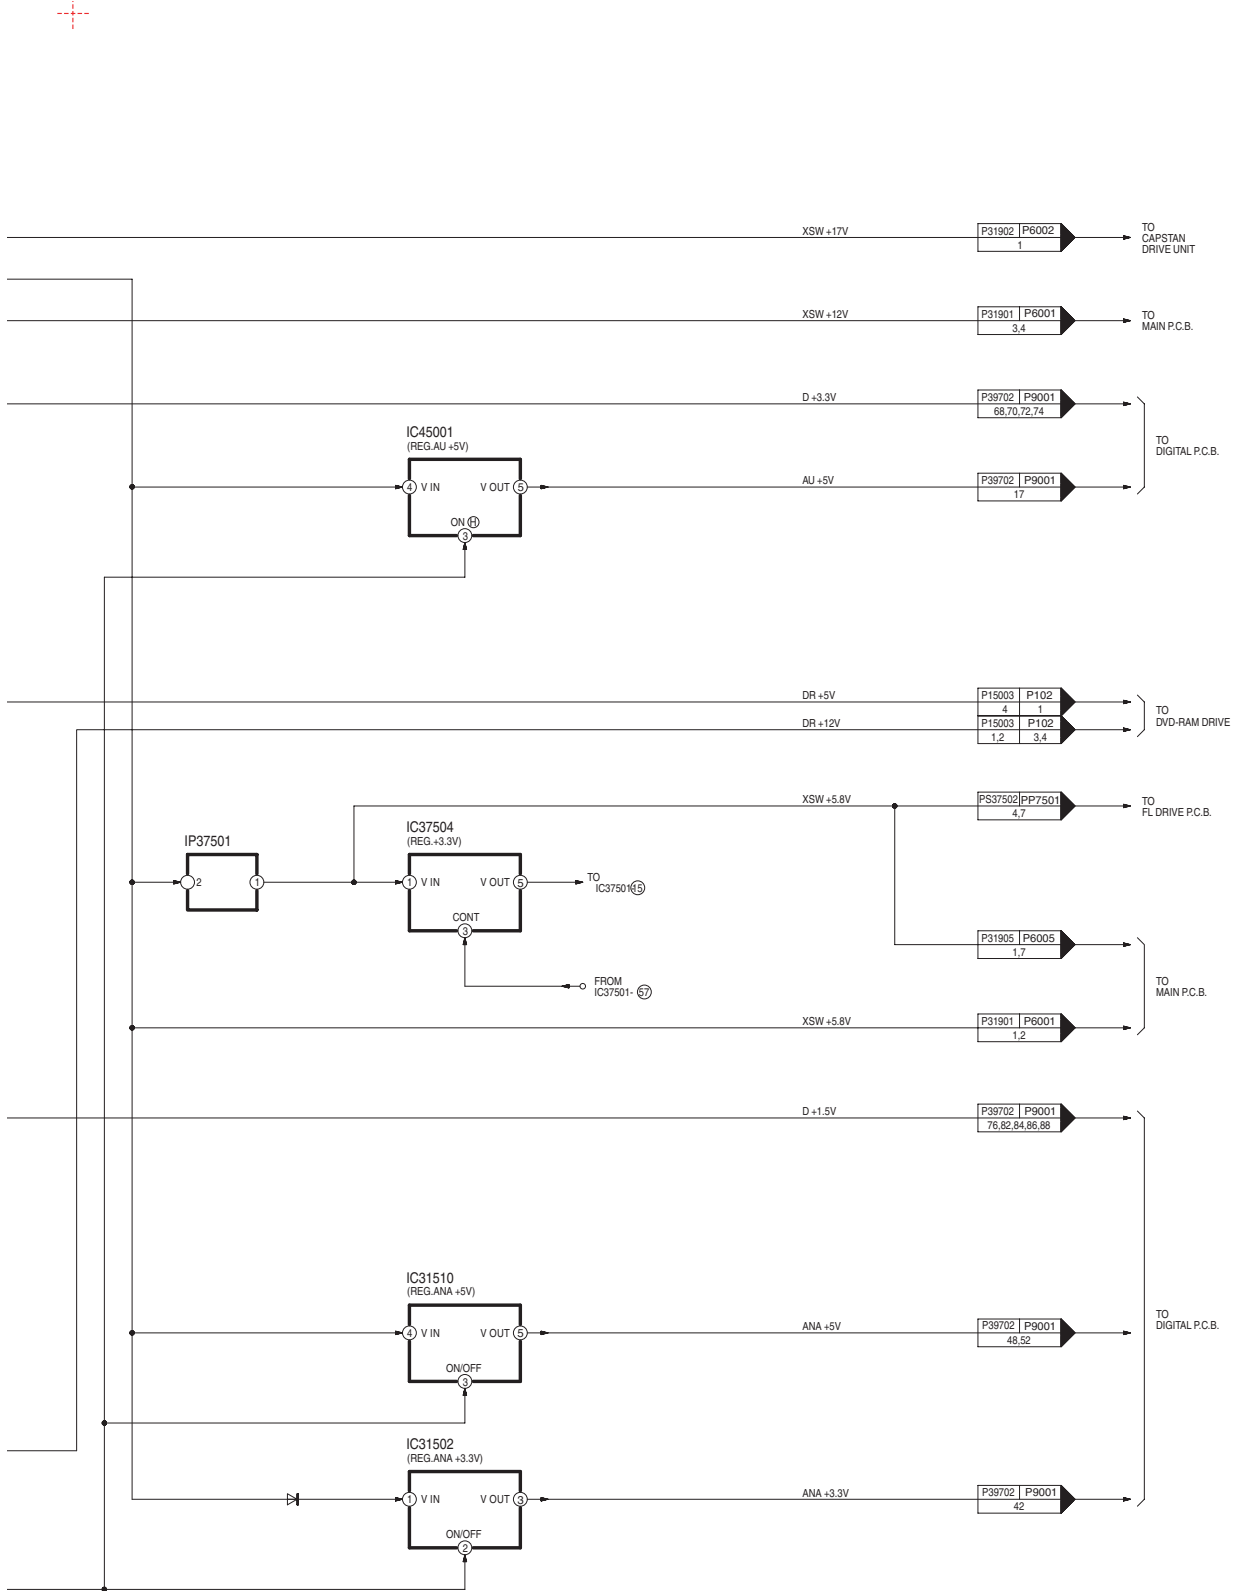 XSW +17V
P31902 P6002
1
TO
CAPSTAN
DRIVE UNIT
XSW +12V
P31901 P6001
3,4
TO
MAIN P.C.B.
D +3.3V
P39702 P9001
68,70,72,74
TO
DIGITAL P.C.B.
IC45001
(REG.AU +5V)
4 V IN V OUT 5
ON H
3
AU +5V
P39702 P9001
17
DR +5V
P15003 P102
4 1
DR +12V
P15003 P102
1,2 3,4
TO
DVD-RAM DRIVE
XSW +5.8V
PS37502 PP7501
4,7
TO
FL DRIVE P.C.B.
IP37501
2 1
IC37504
(REG.+3.3V)
1 V IN V OUT 5
CONT
3
TO
IC37501 15
FROM
IC37501- 57
P31905 P6005
1,7
TO
MAIN P.C.B.
XSW +5.8V
P31901 P6001
1,2
D +1.5V
P39702 P9001
76,82,84,86,88
IC31510
(REG.ANA +5V)
4 V IN V OUT 5
ON/OFF
3
ANA +5V
P39702 P9001
48,52
TO
DIGITAL P.C.B.
IC31502
(REG.ANA +3.3V)
1 V IN V OUT 3
ON/OFF
2
ANA +3.3V
P39702 P9001
42